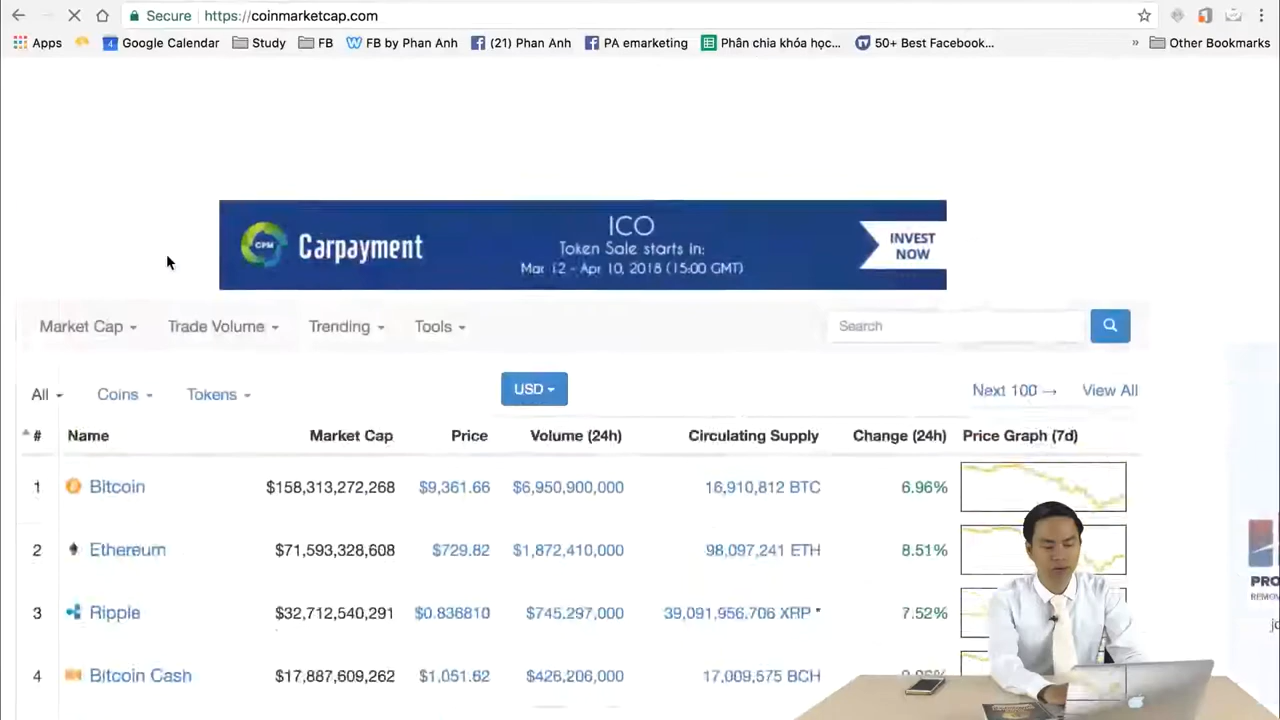 Secure https://coinmarketcap.com
Apps Google Calendar Study FB FB by Phan Anh (21) Phan Anh PA emarketing Phân chia khóa học... 50+ Best Facebook... » Other Bookmarks
CPM Carpayment
ICO
Token Sale starts in:
Mar 12 - Apr 10, 2018 (15:00 GMT)
INVEST
NOW
Market Cap Trade Volume Trending Tools Search
All Coins Tokens USD Next 100 → View All
# Name Market Cap Price Volume (24h) Circulating Supply Change (24h) Price Graph (7d)
1 Bitcoin $158,313,272,268 $9,361.66 $6,950,900,000 16,910,812 BTC 6.96%
2 Ethereum $71,593,328,608 $729.82 $1,872,410,000 98,097,241 ETH 8.51%
3 Ripple $32,712,540,291 $0.836810 $745,297,000 39,091,956,706 XRP * 7.52%
4 Bitcoin Cash $17,887,609,262 $1,051.62 $426,206,000 17,009,575 BCH
PRO